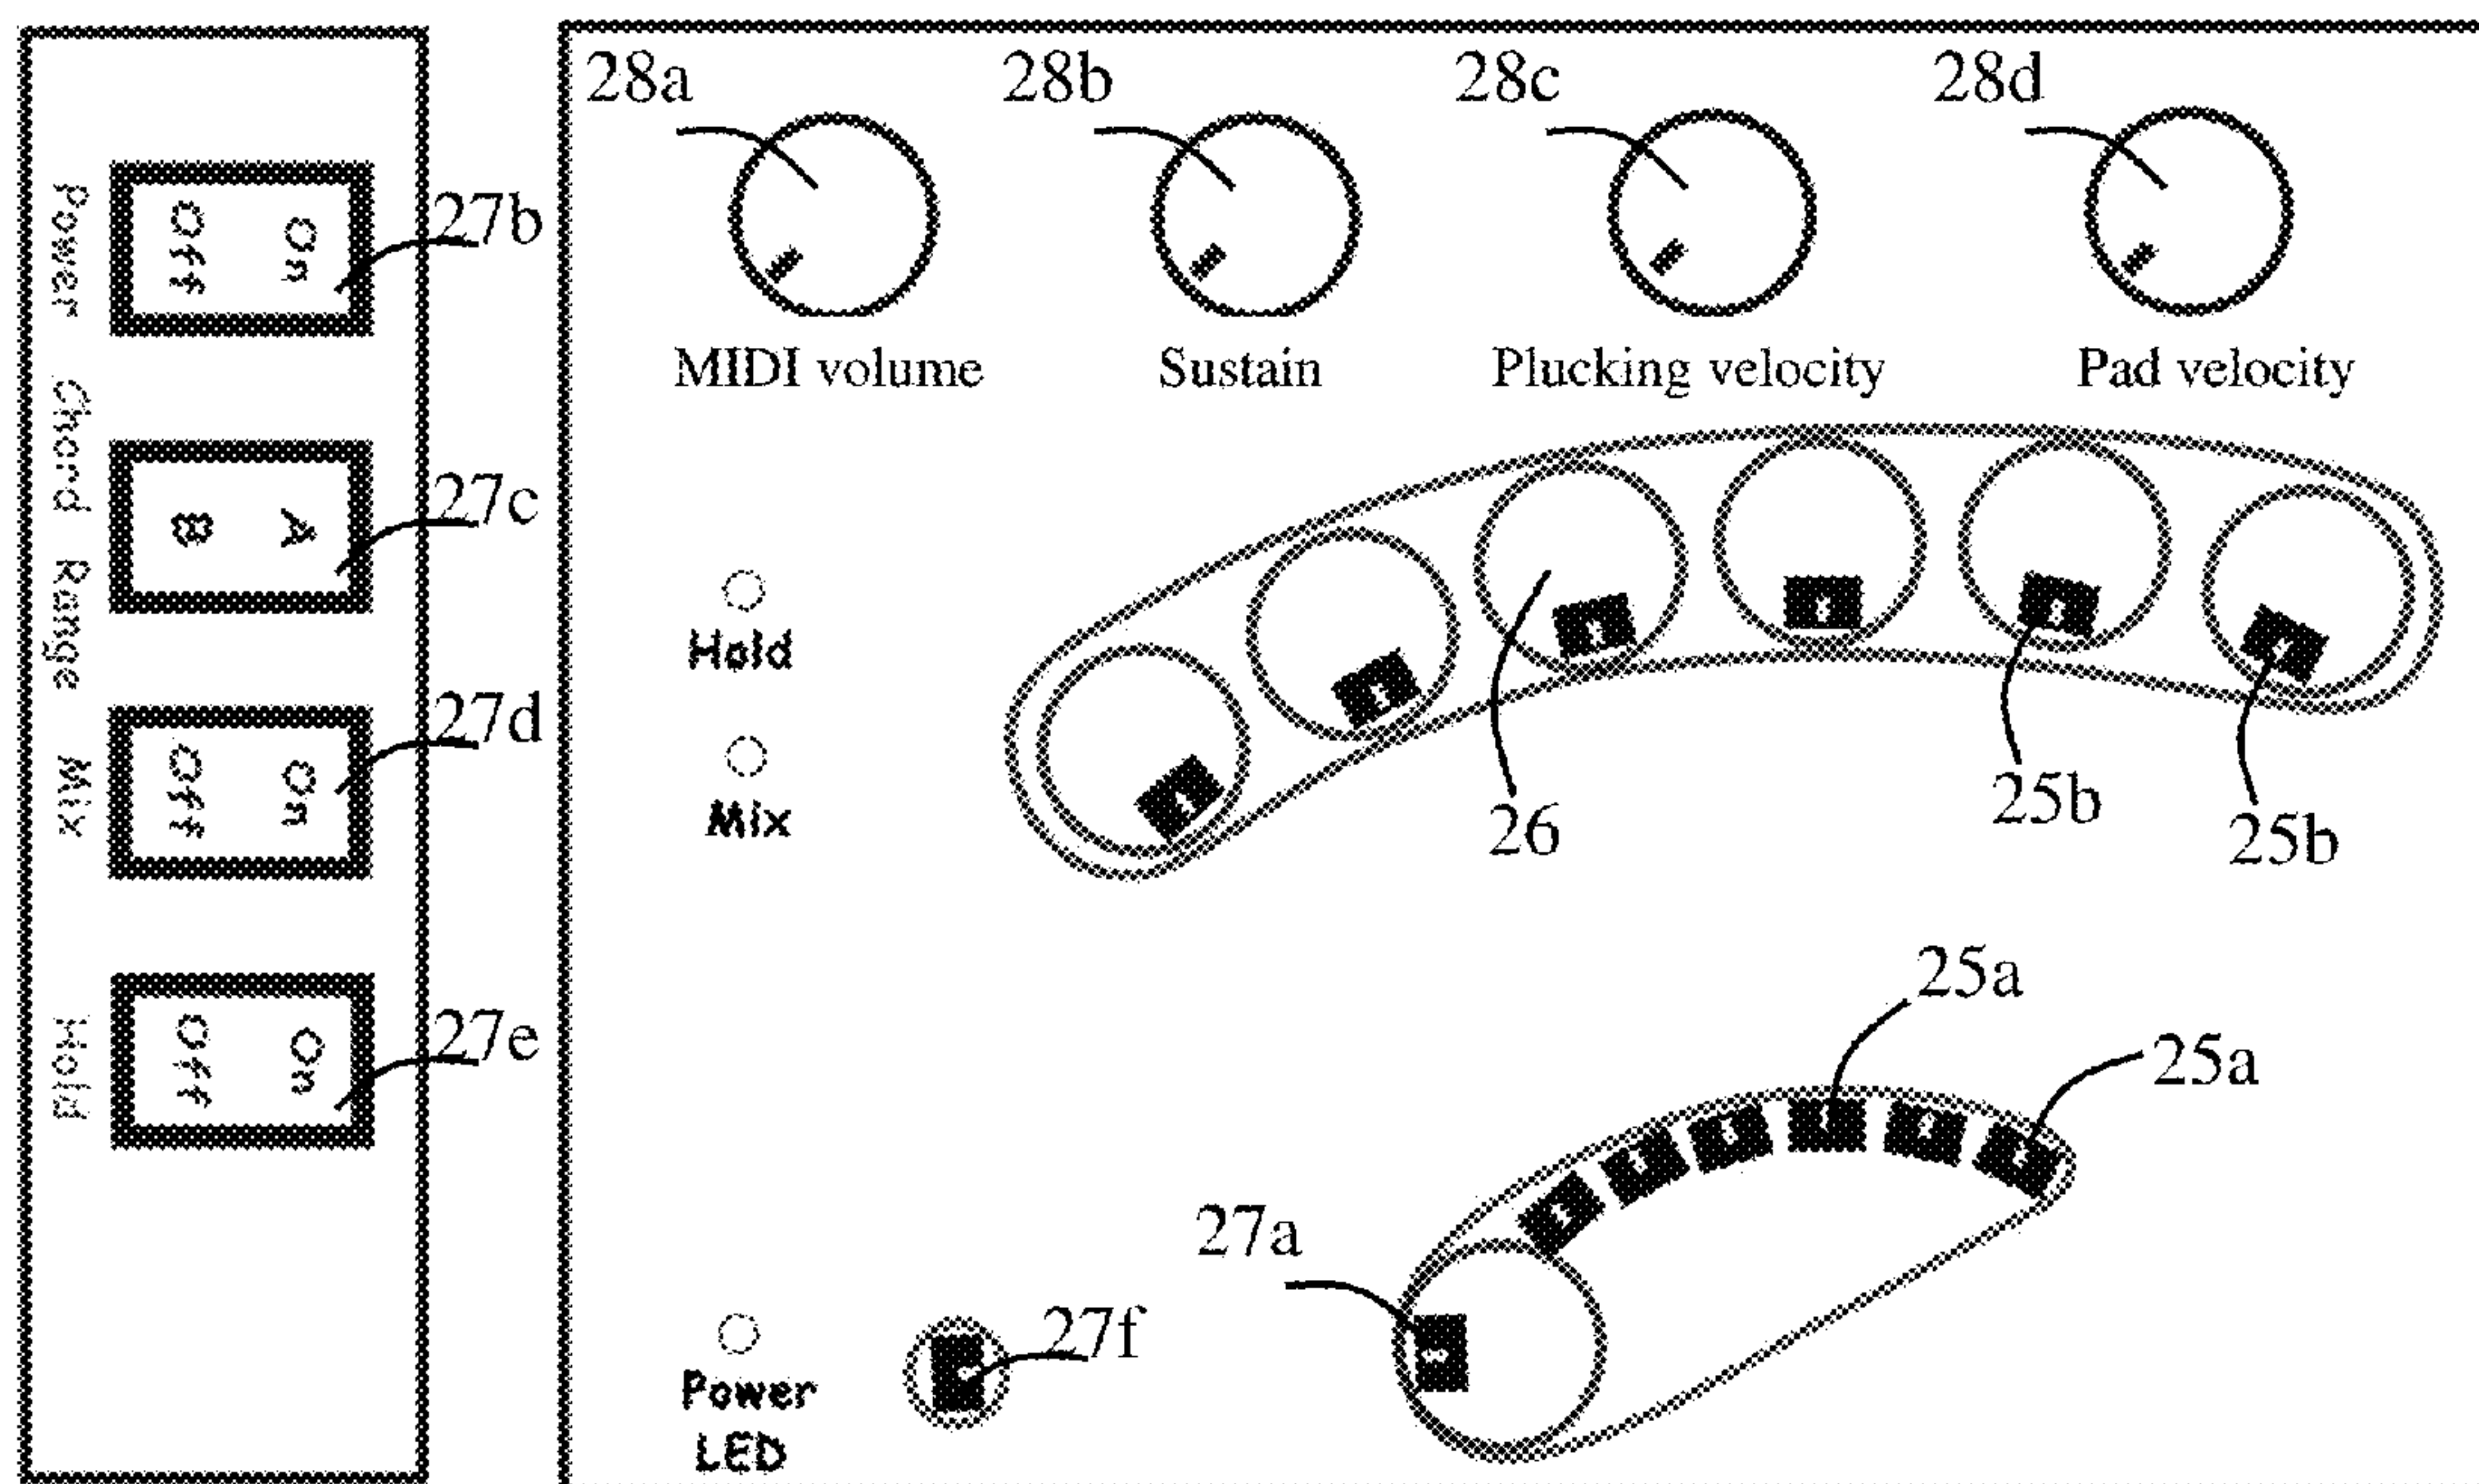 28a 28b 28c 28d
MIDI volume Sustain Plucking velocity Pad velocity
Power
Off On
27b
Chord Range
B A
27c
Mix
Off On
27d
Hold
Off On
27e
Hold
Mix
26
25b
25b
25a
25a
27a
27f
Power
LED